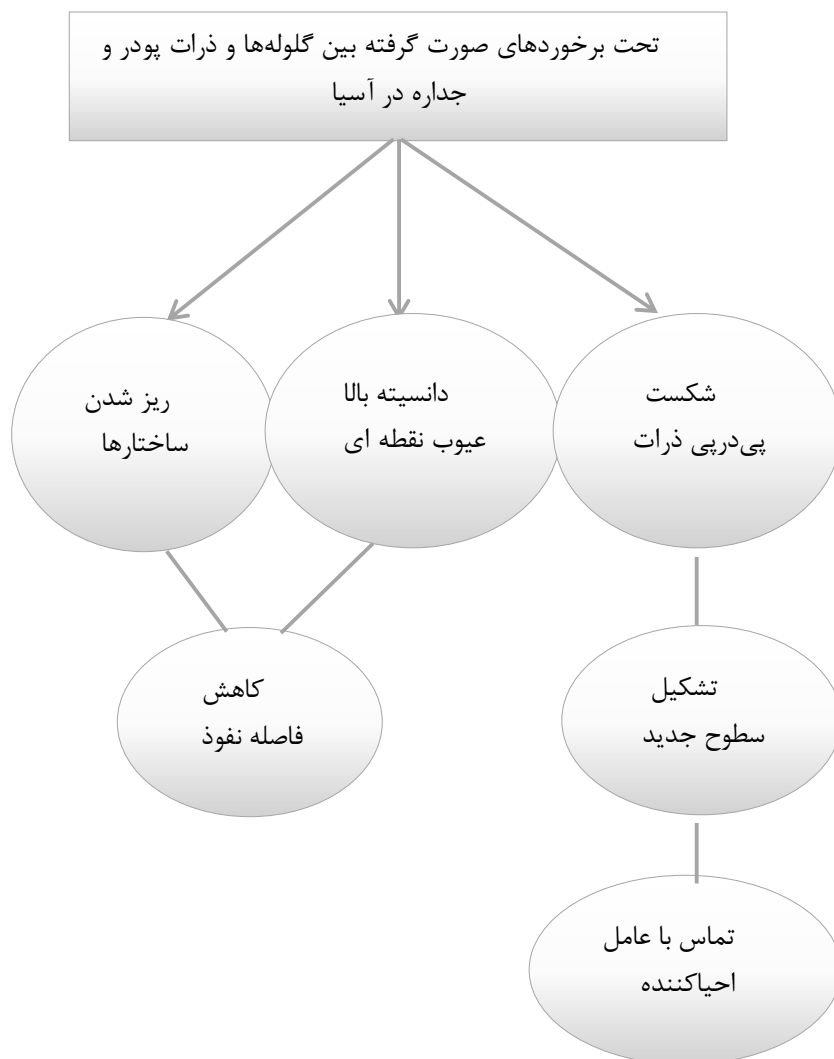 تحت برخوردهای صورت گرفته بین گلوله‌ها و ذرات پودر و
جداره در آسیا
شکست
پی‌درپی ذرات
دانسیته بالا
عیوب نقطه ای
ریز شدن
ساختارها
تشکیل
سطوح جدید
کاهش
فاصله نفوذ
تماس با عامل
احیاکننده